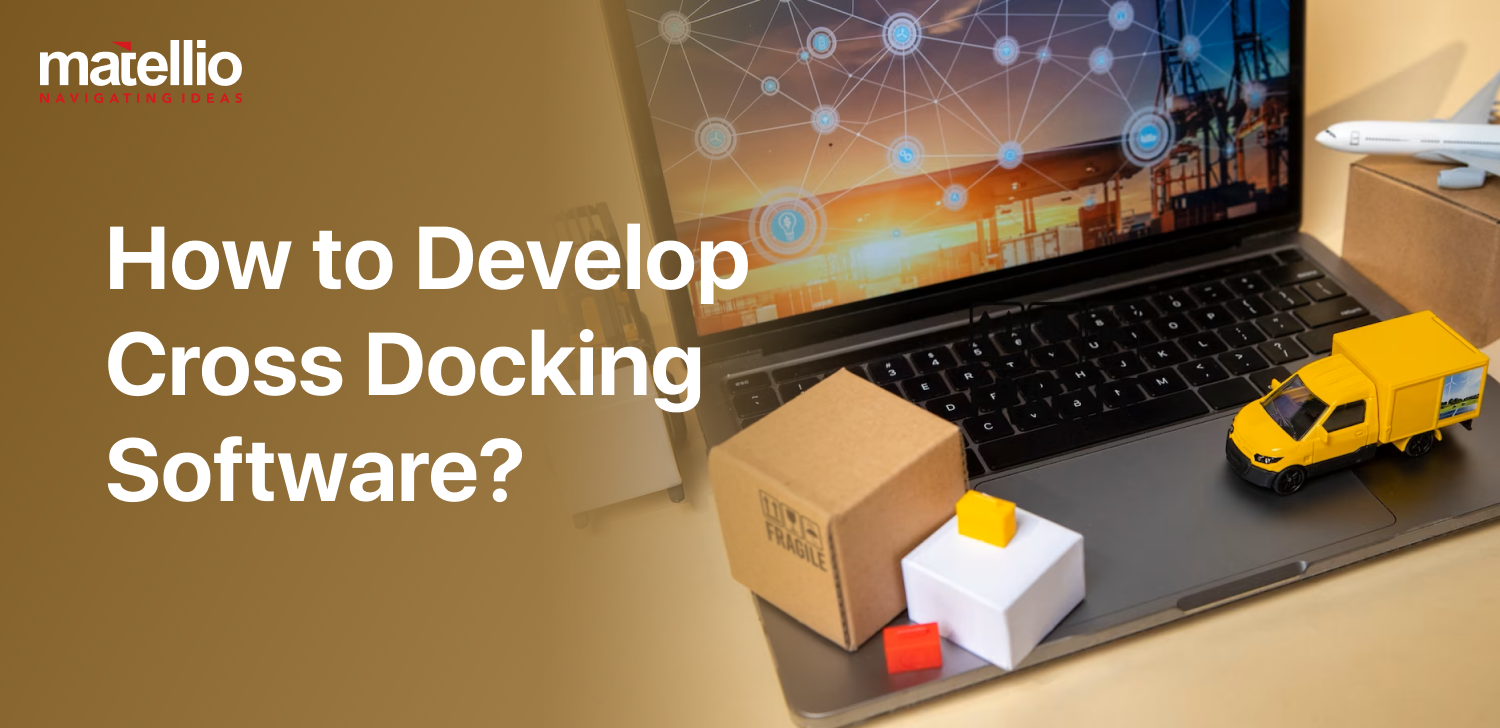 matellio
NAVIGATING IDEAS
How to Develop
Cross Docking
Software?
FRAGILE